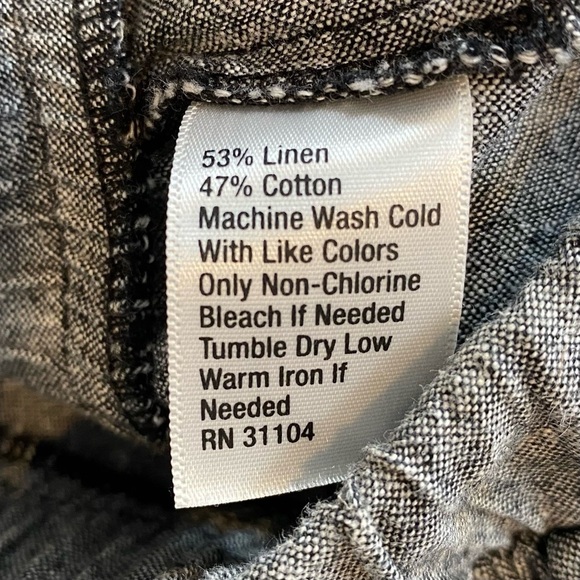 53% Linen
47% Cotton
Machine Wash Cold
With Like Colors
Only Non-Chlorine
Bleach If Needed
Tumble Dry Low
Warm Iron If
Needed
RN 31104